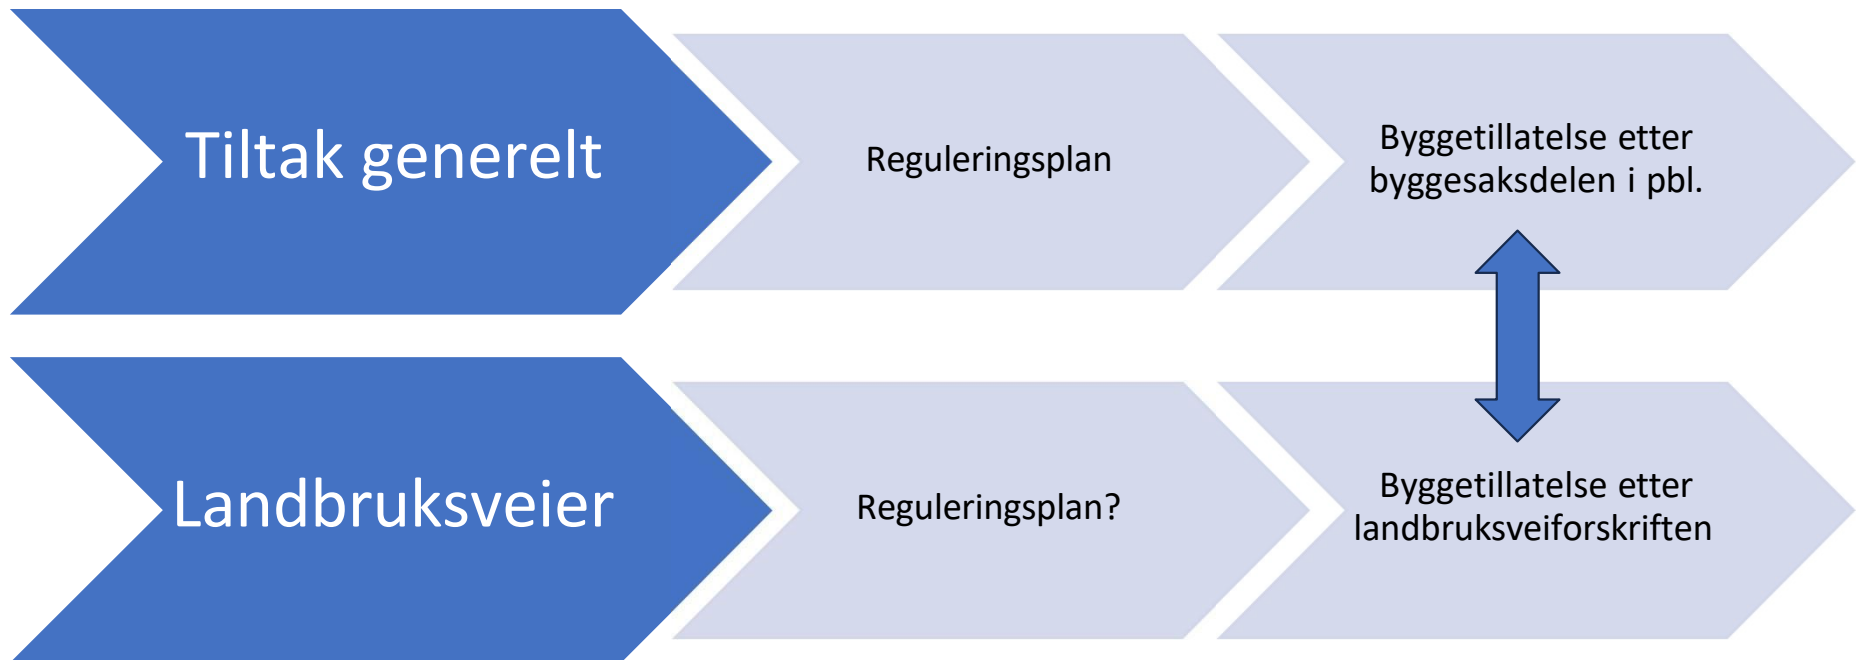 Tiltak generelt
Reguleringsplan
Byggetillatelse etter
byggesaksdelen i pbl.
Landbruksveier
Reguleringsplan?
Byggetillatelse etter
landbruksveiforskriften